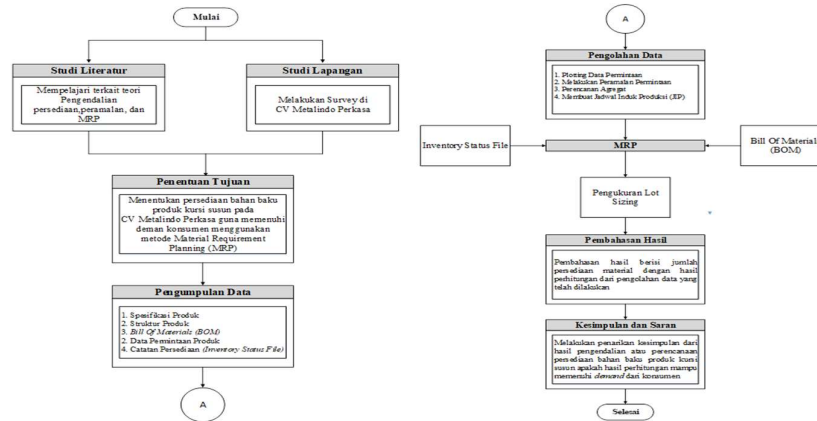 Mulai
Studi Literatur
Mempelajari terkait teori
Pengendalian
persediaan,peramalan, dan
MRP
Studi Lapangan
Melakukan Survey di
CV Metalindo Perkasa
Penentuan Tujuan
Menentukan persediaan bahan baku
produk kursi susun pada
CV Metalindo Perkasa guna memenuhi
deman konsumen menggunakan
metode Material Requirement
Planning (MRP)
Pengumpulan Data
1. Spesifikasi Produk
2. Struktur Produk
3. Bill Of Materials (BOM)
2. Data Permintaan Produk
4. Catatan Persediaan (Inventory Status File)
A
A
Pengolahan Data
1. Ploting Data Permintaan
2. Melakukan Peramalan Permintaan
3. Perencanan Agregat
4. Membuat Jadwal Induk Produksi (JIP)
Inventory Status File
MRP
Bill Of Materials
(BOM)
Pengukuran Lot
Sizing
Pembahasan Hasil
Pembahasan hasil berisi jumlah
persediaan material dengan hasil
perhitungan dari pengolahan data yang
telah dilakukan
Kesimpulan dan Saran
Melakukan penarikan kesimpulan dari
hasil pengendalian atau perencanaan
persediaan bahan baku produk kursi
susun apakah hasil perhitungan mampu
memenuhi demand dari konsumen
Selesai